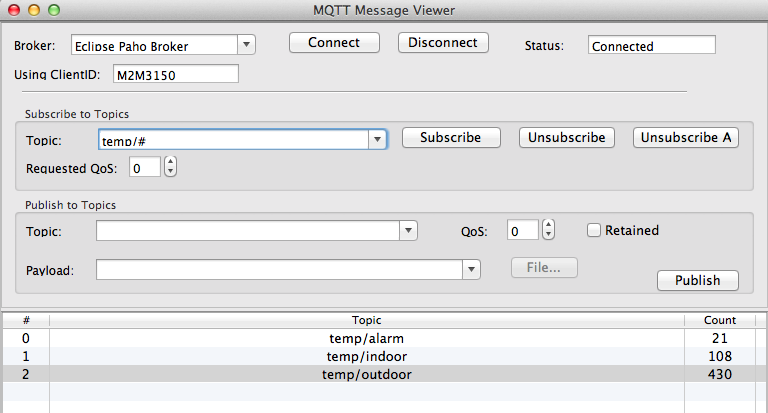 MQTT Message Viewer
Broker: Eclipse Paho Broker Connect Disconnect Status: Connected
Using ClientID: M2M3150
Subscribe to Topics
Topic: temp/# Subscribe Unsubscribe Unsubscribe A
Requested QoS: 0
Publish to Topics
Topic: QoS: 0 Retained
Payload: File...
Publish
# Topic Count
0 temp/alarm 21
1 temp/indoor 108
2 temp/outdoor 430